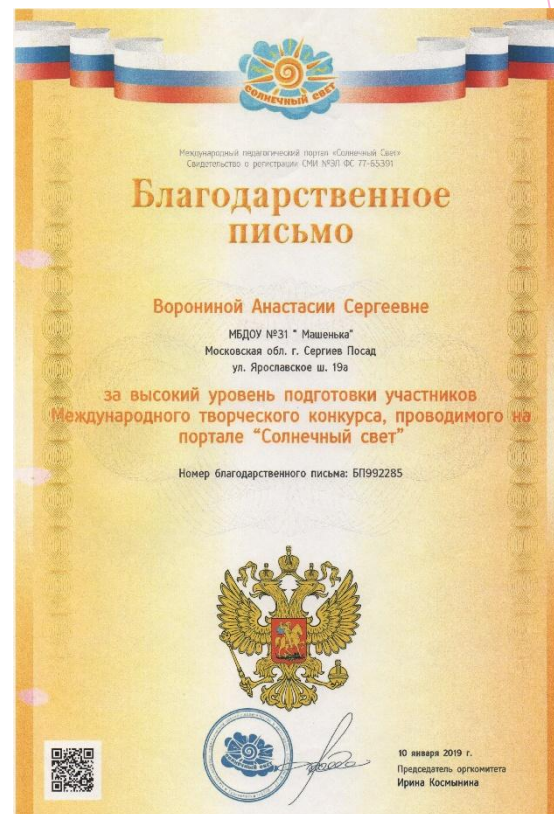 СОЛНЕЧНЫЙ СВЕТ
Международный педагогический портал «Солнечный Свет»
Свидетельство о регистрации СМИ №ЭЛ ФС 77-65391
Благодарственное
письмо
Ворониной Анастасии Сергеевне
МБДОУ №31 " Машенька"
Московская обл. г. Сергиев Посад
ул. Ярославское ш. 19а
за высокий уровень подготовки участников
Международного творческого конкурса, проводимого на
портале “Солнечный свет”
Номер благодарственного письма: БП992285
10 января 2019 г.
Председатель оргкомитета
Ирина Космынина